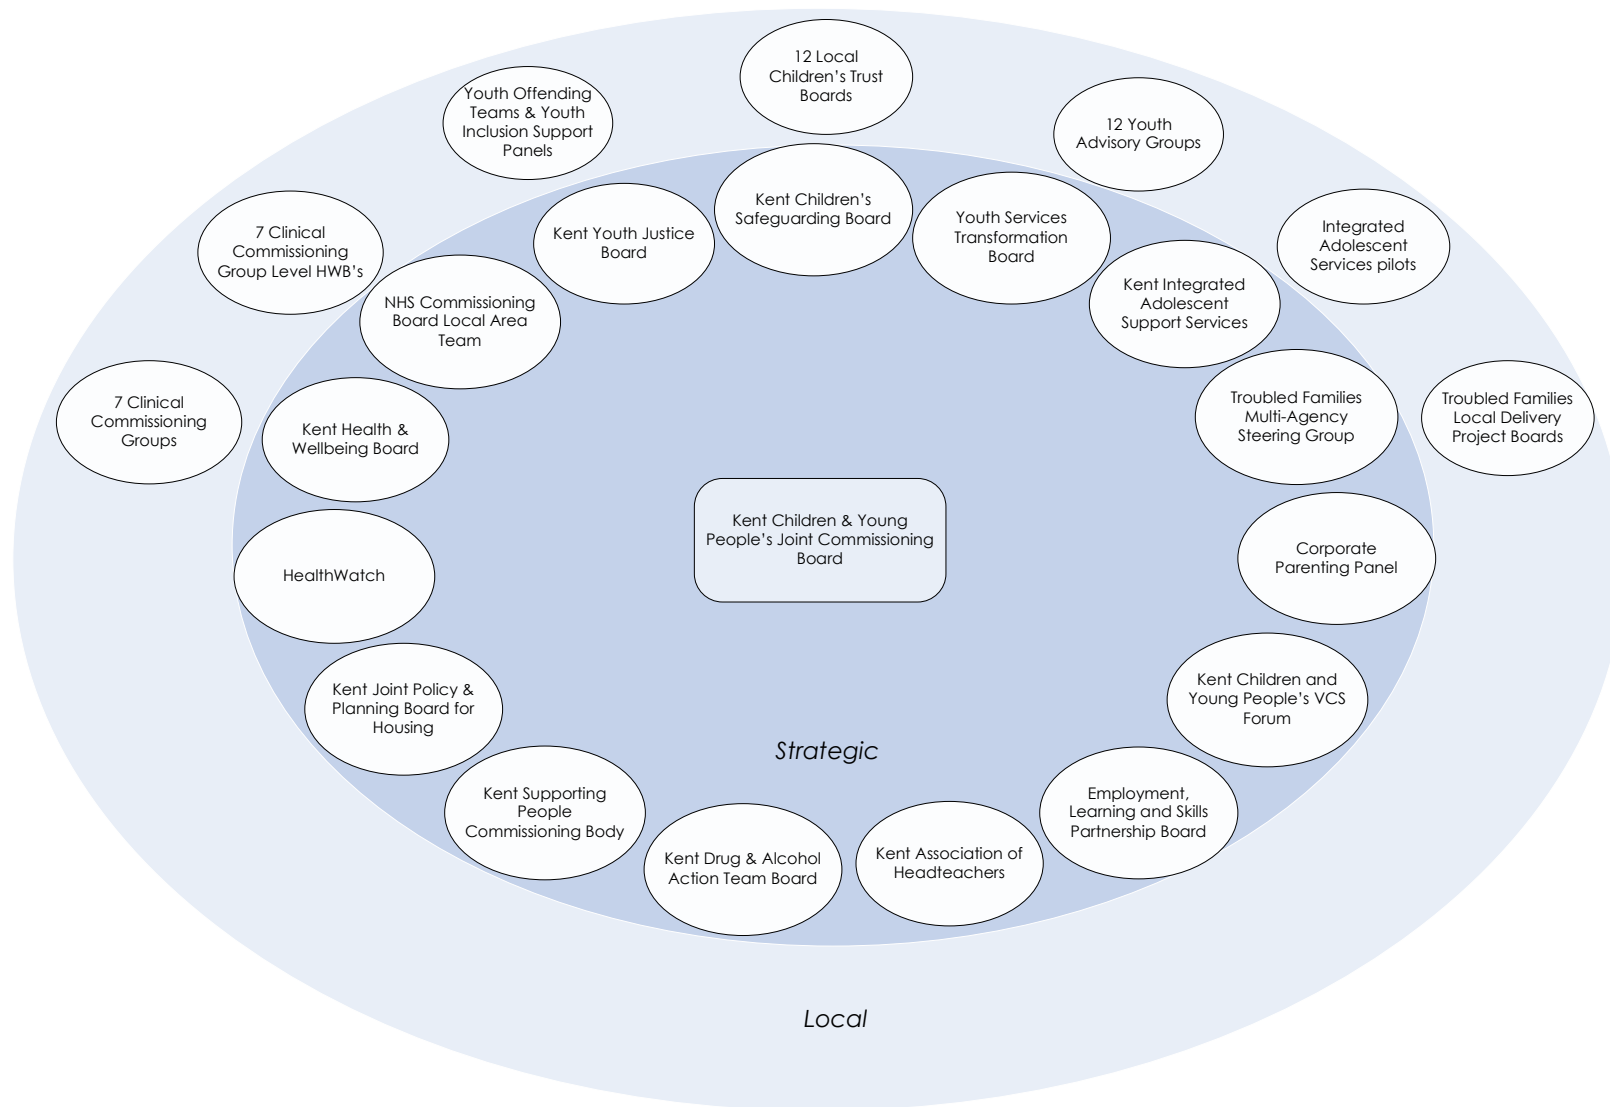 12 Local
Children’s Trust
Boards
Youth Offending
Teams & Youth
Inclusion Support
Panels
12 Youth
Advisory Groups
7 Clinical
Commissioning
Group Level HWB’s
Integrated
Adolescent
Services pilots
7 Clinical
Commissioning
Groups
Troubled Families
Local Delivery
Project Boards
Kent Children’s
Safeguarding Board
Kent Youth Justice
Board
Youth Services
Transformation
Board
NHS Commissioning
Board Local Area
Team
Kent Integrated
Adolescent
Support Services
Kent Health &
Wellbeing Board
Troubled Families
Multi-Agency
Steering Group
Kent Children & Young
People’s Joint Commissioning
Board
HealthWatch
Corporate
Parenting Panel
Kent Joint Policy &
Planning Board for
Housing
Kent Children and
Young People’s VCS
Forum
Strategic
Kent Supporting
People
Commissioning Body
Employment,
Learning and Skills
Partnership Board
Kent Drug & Alcohol
Action Team Board
Kent Association of
Headteachers
Local